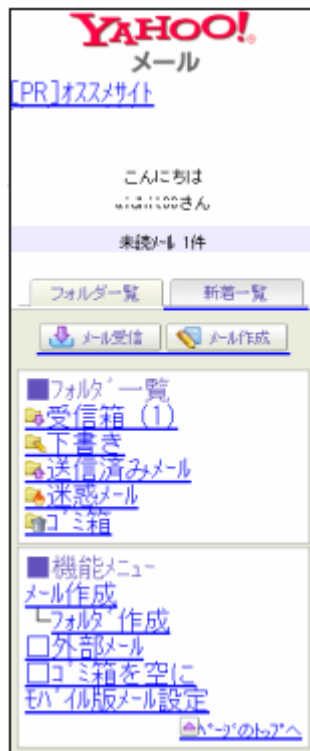 YAHOO!
メール
[PR]ｵｽｽﾒｻｲﾄ
こんにちは
さん
未読ﾒｰﾙ 1件
フォルダ一覧
新着一覧
ﾒｰﾙ受信
ﾒｰﾙ作成
■ﾌｫﾙﾀﾞ一覧
受信箱 (1)
下書き
送信済みﾒｰﾙ
迷惑ﾒｰﾙ
ｺﾞﾐ箱
■機能ﾒﾆｭｰ
ﾒｰﾙ作成
└ﾌｫﾙﾀﾞ作成
□外部ﾒｰﾙ
□ｺﾞﾐ箱を空に
ﾓﾊﾞｲﾙ版ﾒｰﾙ設定
ﾍﾟｰｼﾞのﾄｯﾌﾟへ